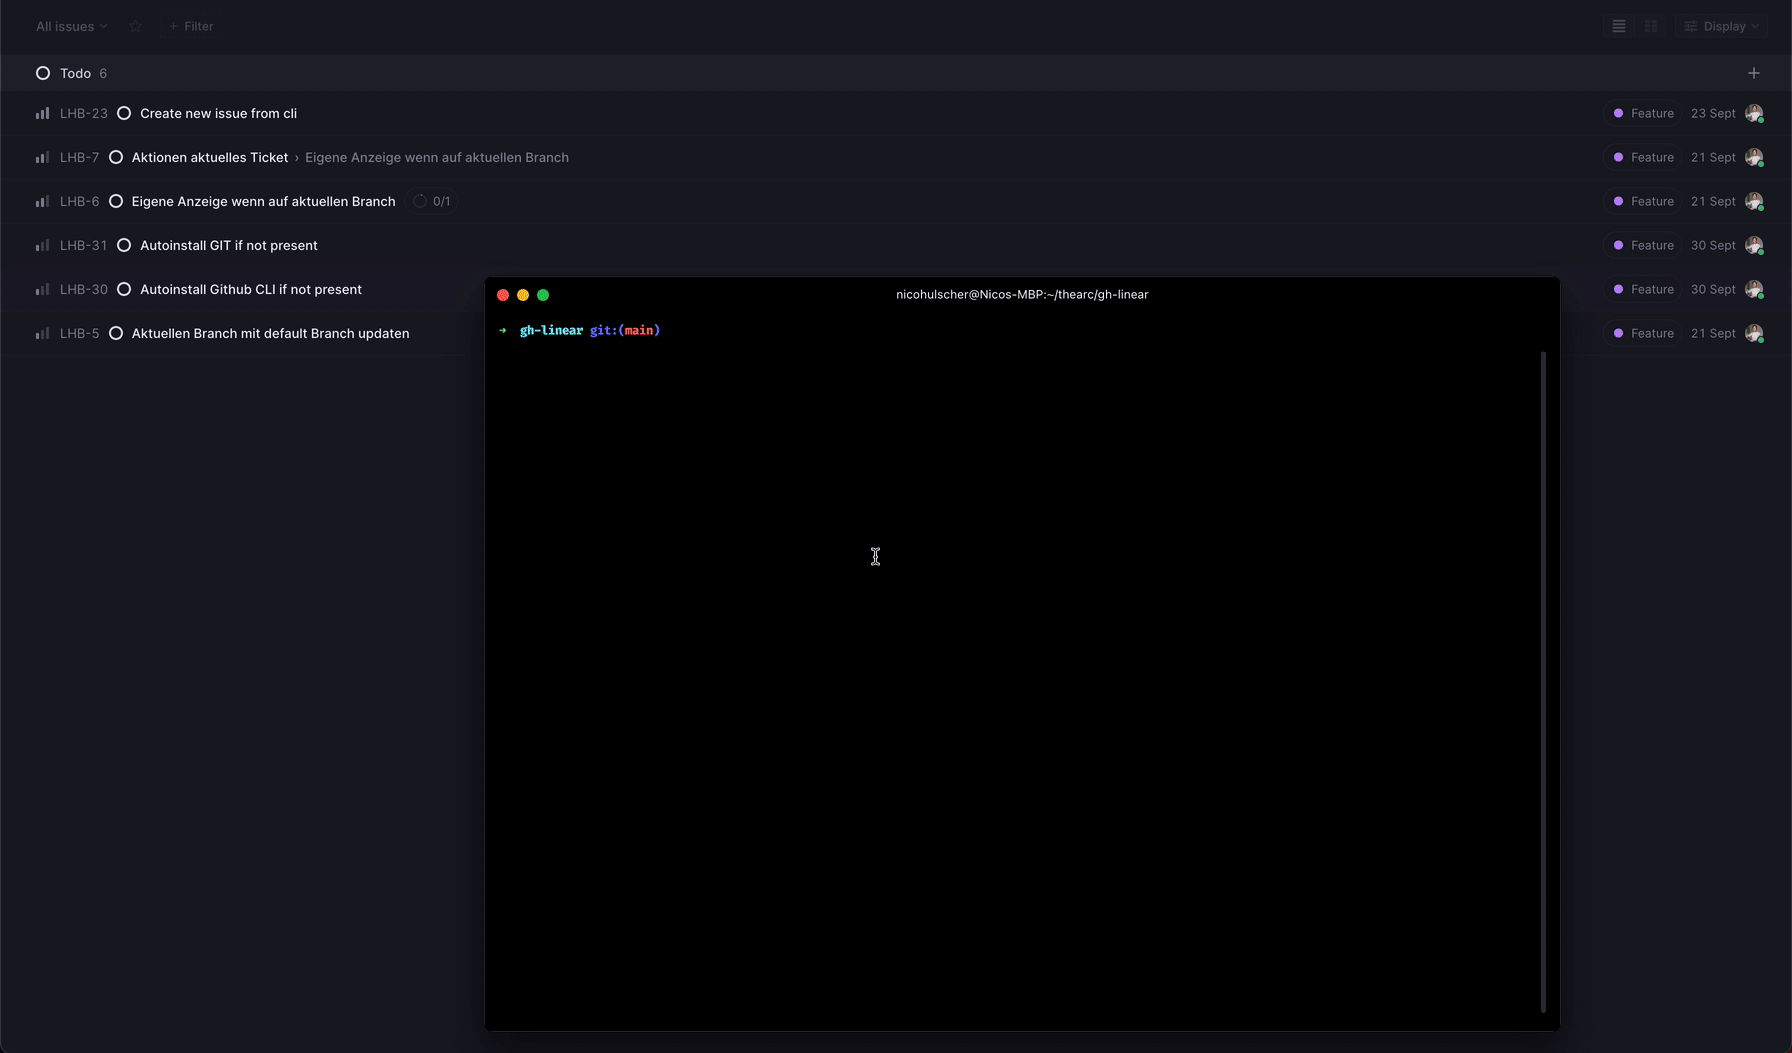 All issues + Filter Display
Todo 6 +
LHB-23 Create new issue from cli Feature 23 Sept
LHB-7 Aktionen aktuelles Ticket › Eigene Anzeige wenn auf aktuellen Branch Feature 21 Sept
LHB-6 Eigene Anzeige wenn auf aktuellen Branch 0/1 Feature 21 Sept
LHB-31 Autoinstall GIT if not present Feature 30 Sept
LHB-30 Autoinstall Github CLI if not present Feature 30 Sept
LHB-5 Aktuellen Branch mit default Branch updaten Feature 21 Sept
nicohulscher@Nicos-MBP:~/thearc/gh-linear
➜ gh-linear git:(main)